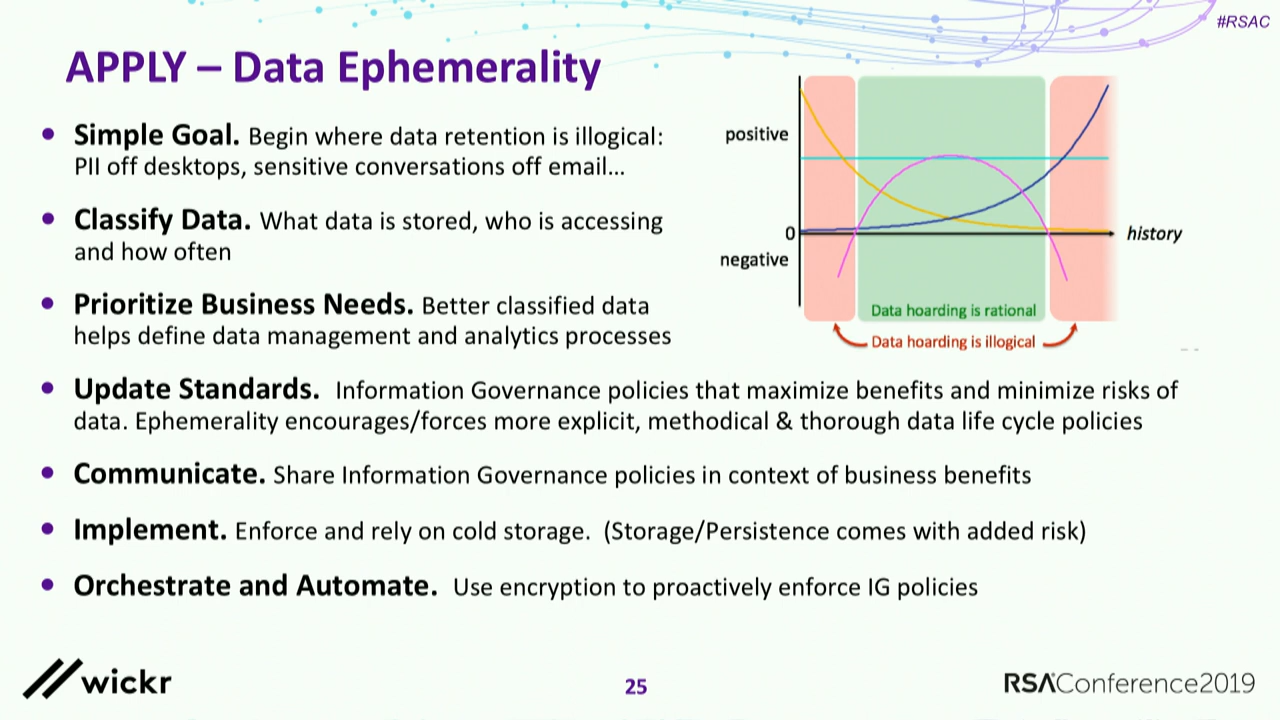 #RSAC
APPLY – Data Ephemerality
• Simple Goal. Begin where data retention is illogical:
PII off desktops, sensitive conversations off email…
• Classify Data. What data is stored, who is accessing
and how often
• Prioritize Business Needs. Better classified data
helps define data management and analytics processes
positive
0
negative
history
Data hoarding is rational
Data hoarding is illogical
• Update Standards. Information Governance policies that maximize benefits and minimize risks of
data. Ephemerality encourages/forces more explicit, methodical & thorough data life cycle policies
• Communicate. Share Information Governance policies in context of business benefits
• Implement. Enforce and rely on cold storage. (Storage/Persistence comes with added risk)
• Orchestrate and Automate. Use encryption to proactively enforce IG policies
wickr
25
RSAConference2019